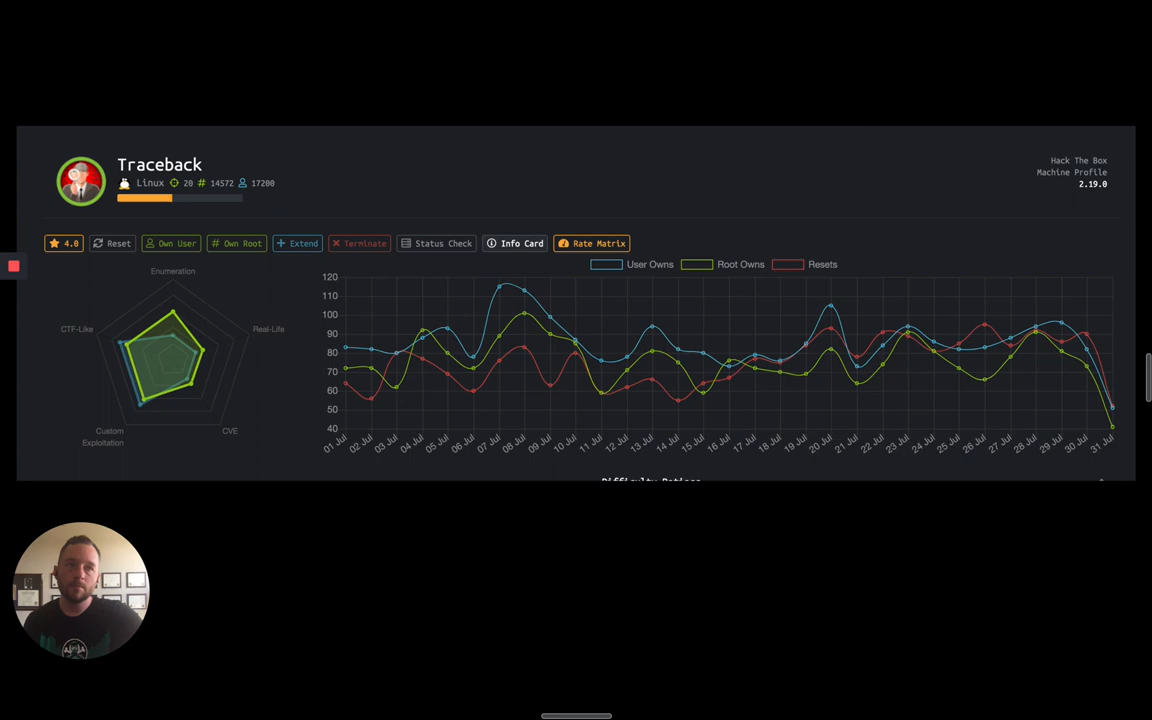 Traceback
Linux 20 # 14572 17200
Hack The Box
Machine Profile
2.19.0
4.0 Reset Own User # Own Root Extend Terminate Status Check Info Card Rate Matrix
User Owns Root Owns Resets
Enumeration
CTF-Like
Real-Life
Custom
Exploitation
CVE
120
110
100
90
80
70
60
50
40
01 Jul 02 Jul 03 Jul 04 Jul 05 Jul 06 Jul 07 Jul 08 Jul 09 Jul 10 Jul 11 Jul 12 Jul 13 Jul 14 Jul 15 Jul 16 Jul 17 Jul 18 Jul 19 Jul 20 Jul 21 Jul 22 Jul 23 Jul 24 Jul 25 Jul 26 Jul 27 Jul 28 Jul 29 Jul 30 Jul 31 Jul
Difficulty Ratings